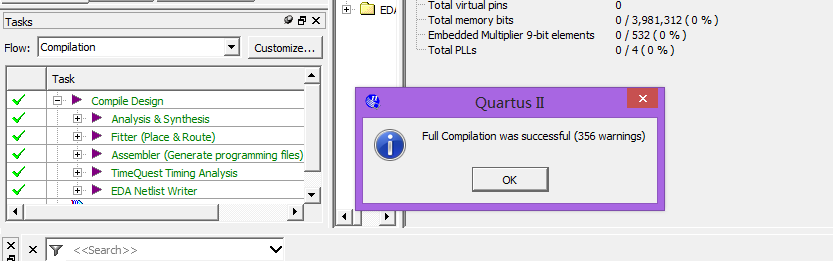 Tasks
Flow: Compilation Customize...
Task
Compile Design
Analysis & Synthesis
Fitter (Place & Route)
Assembler (Generate programming files)
TimeQuest Timing Analysis
EDA Netlist Writer
<<Search>>
EDA
Total virtual pins 0
Total memory bits 0 / 3,981,312 ( 0 % )
Embedded Multiplier 9-bit elements 0 / 532 ( 0 % )
Total PLLs 0 / 4 ( 0 % )
Quartus II
Full Compilation was successful (356 warnings)
OK